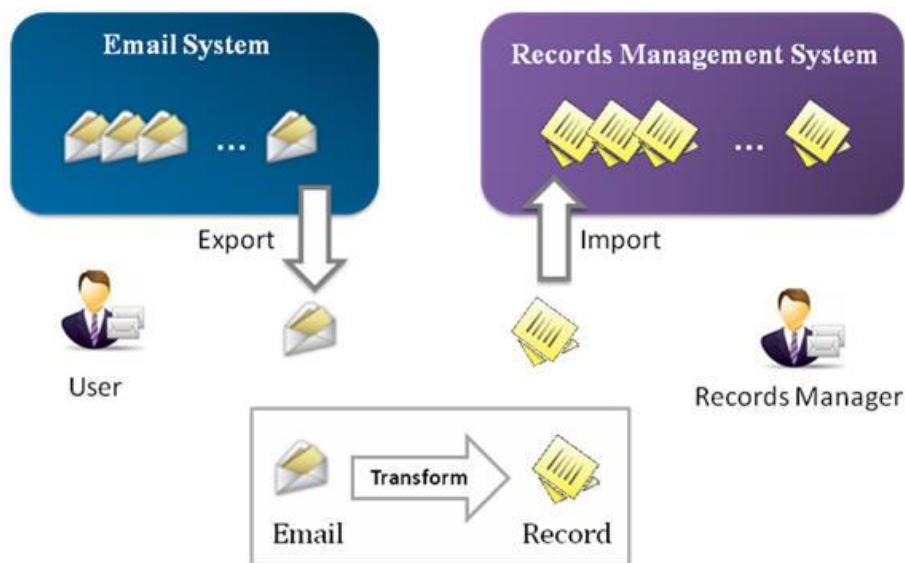 Email System
Records Management System
...
...
Export
Import
User
Records Manager
Transform
Email
Record